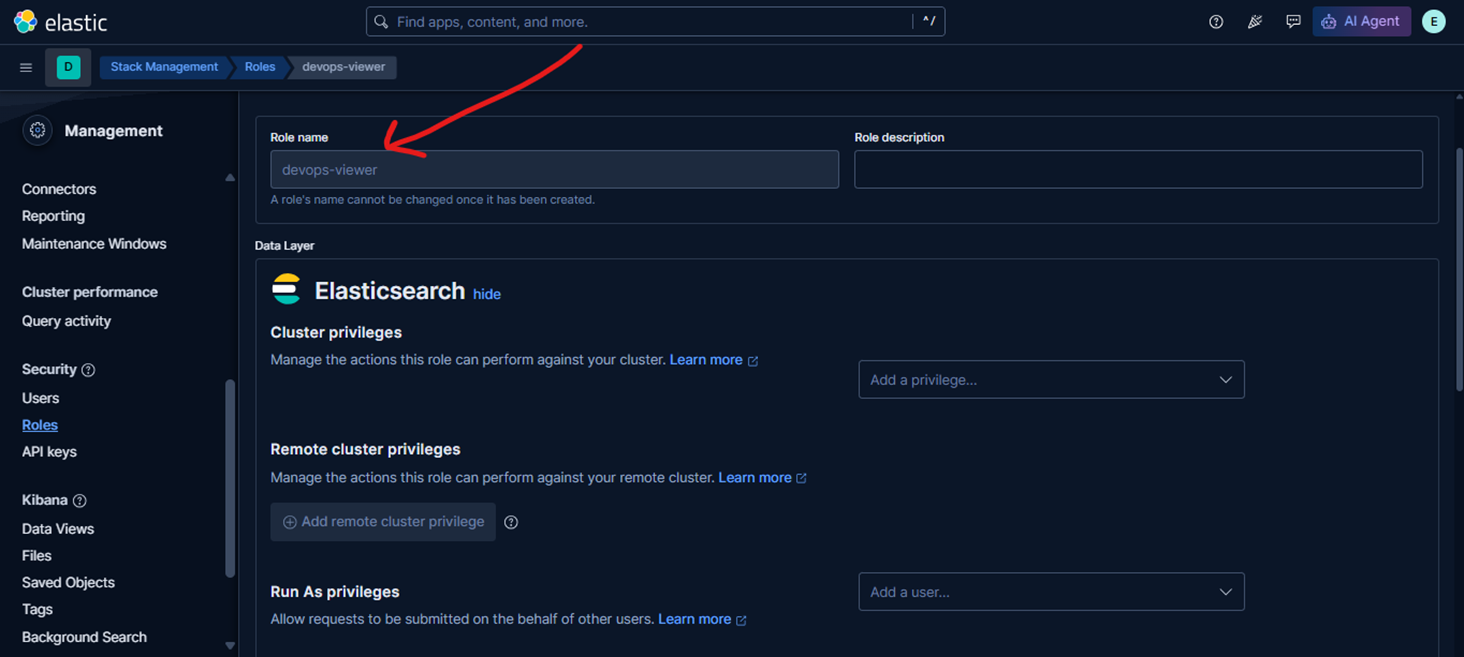 elastic
Find apps, content, and more.
^/
AI Agent
E
D
Stack Management
Roles
devops-viewer
Management
Connectors
Reporting
Maintenance Windows
Cluster performance
Query activity
Security
Users
Roles
API keys
Kibana
Data Views
Files
Saved Objects
Tags
Background Search
Role name
devops-viewer
A role's name cannot be changed once it has been created.
Role description
Data Layer
Elasticsearch hide
Cluster privileges
Manage the actions this role can perform against your cluster. Learn more
Add a privilege...
Remote cluster privileges
Manage the actions this role can perform against your remote cluster. Learn more
Add remote cluster privilege
Run As privileges
Allow requests to be submitted on the behalf of other users. Learn more
Add a user...